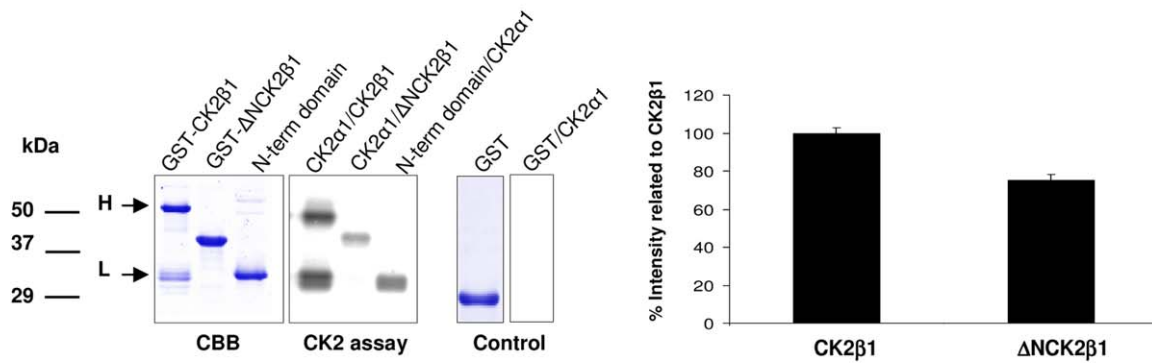 GST-CK2β1
GST-ΔNCK2β1
N-term domain
CK2α1/CKβ1
CK2α1/ΔNCK2β1
N-term domain/CK2α1
GST
GST/CK2α1
kDa
50
37
29
H
L
CBB
CK2 assay
Control
% Intensity related to CK2β1
120
100
80
60
40
20
0
CK2β1
ΔNCK2β1